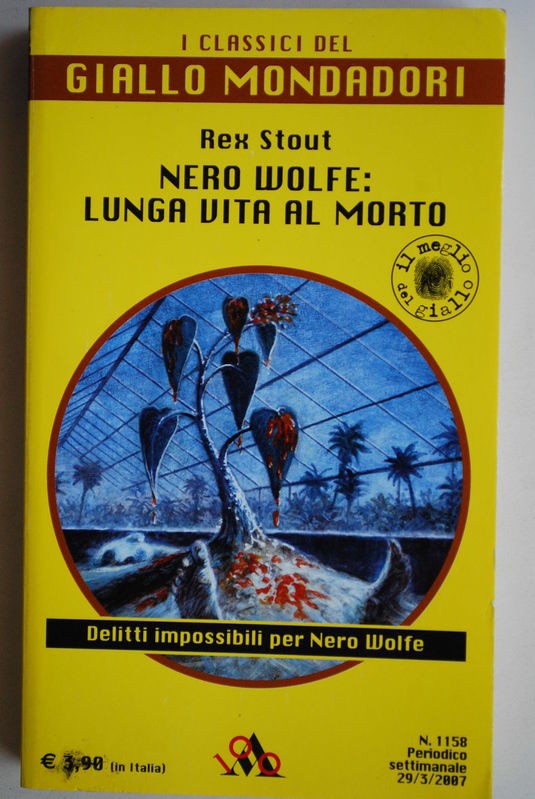 I CLASSICI DEL
GIALLO MONDADORI
Rex Stout
NERO WOLFE:
LUNGA VITA AL MORTO
il meglio
del giallo
Delitti impossibili per Nero Wolfe
€ 3,90 (in Italia)
100
N. 1158
Periodico
settimanale
29/3/2007